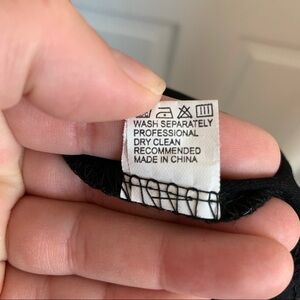 WASH SEPARATELY
PROFESSIONAL
DRY CLEAN
RECOMMENDED
MADE IN CHINA